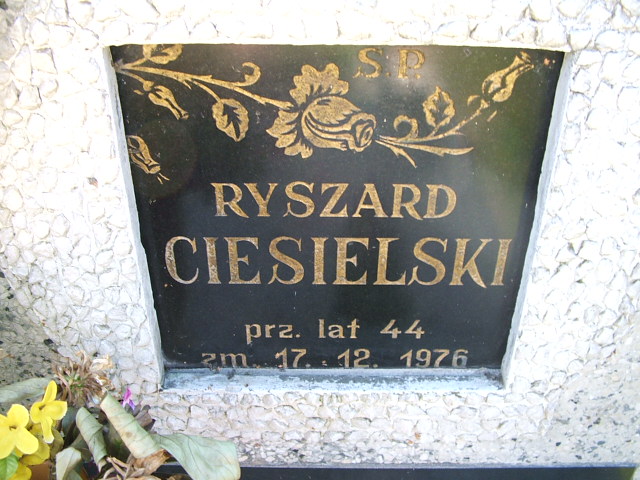 Ś.P.
RYSZARD
CIESIELSKI
prz. lat 44
zm. 17. 12. 1976